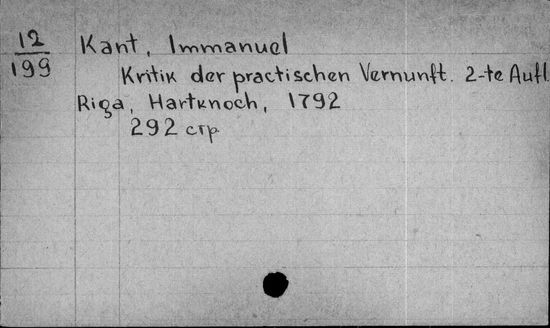 12
199
Kant, Immanuel
Kritik der practischen Vernunft. 2-te Aufl.
Riga, Hartknoch, 1792
292 стр